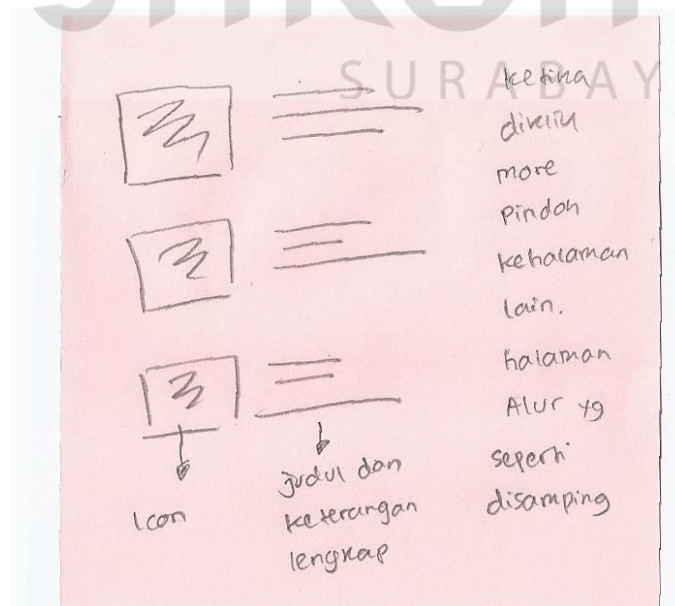 SURABAYA
ketika
diklik
more
pindah
kehalaman
lain.
halaman
Alur yg
seperti
disamping
Icon
judul dan
keterangan
lengkap